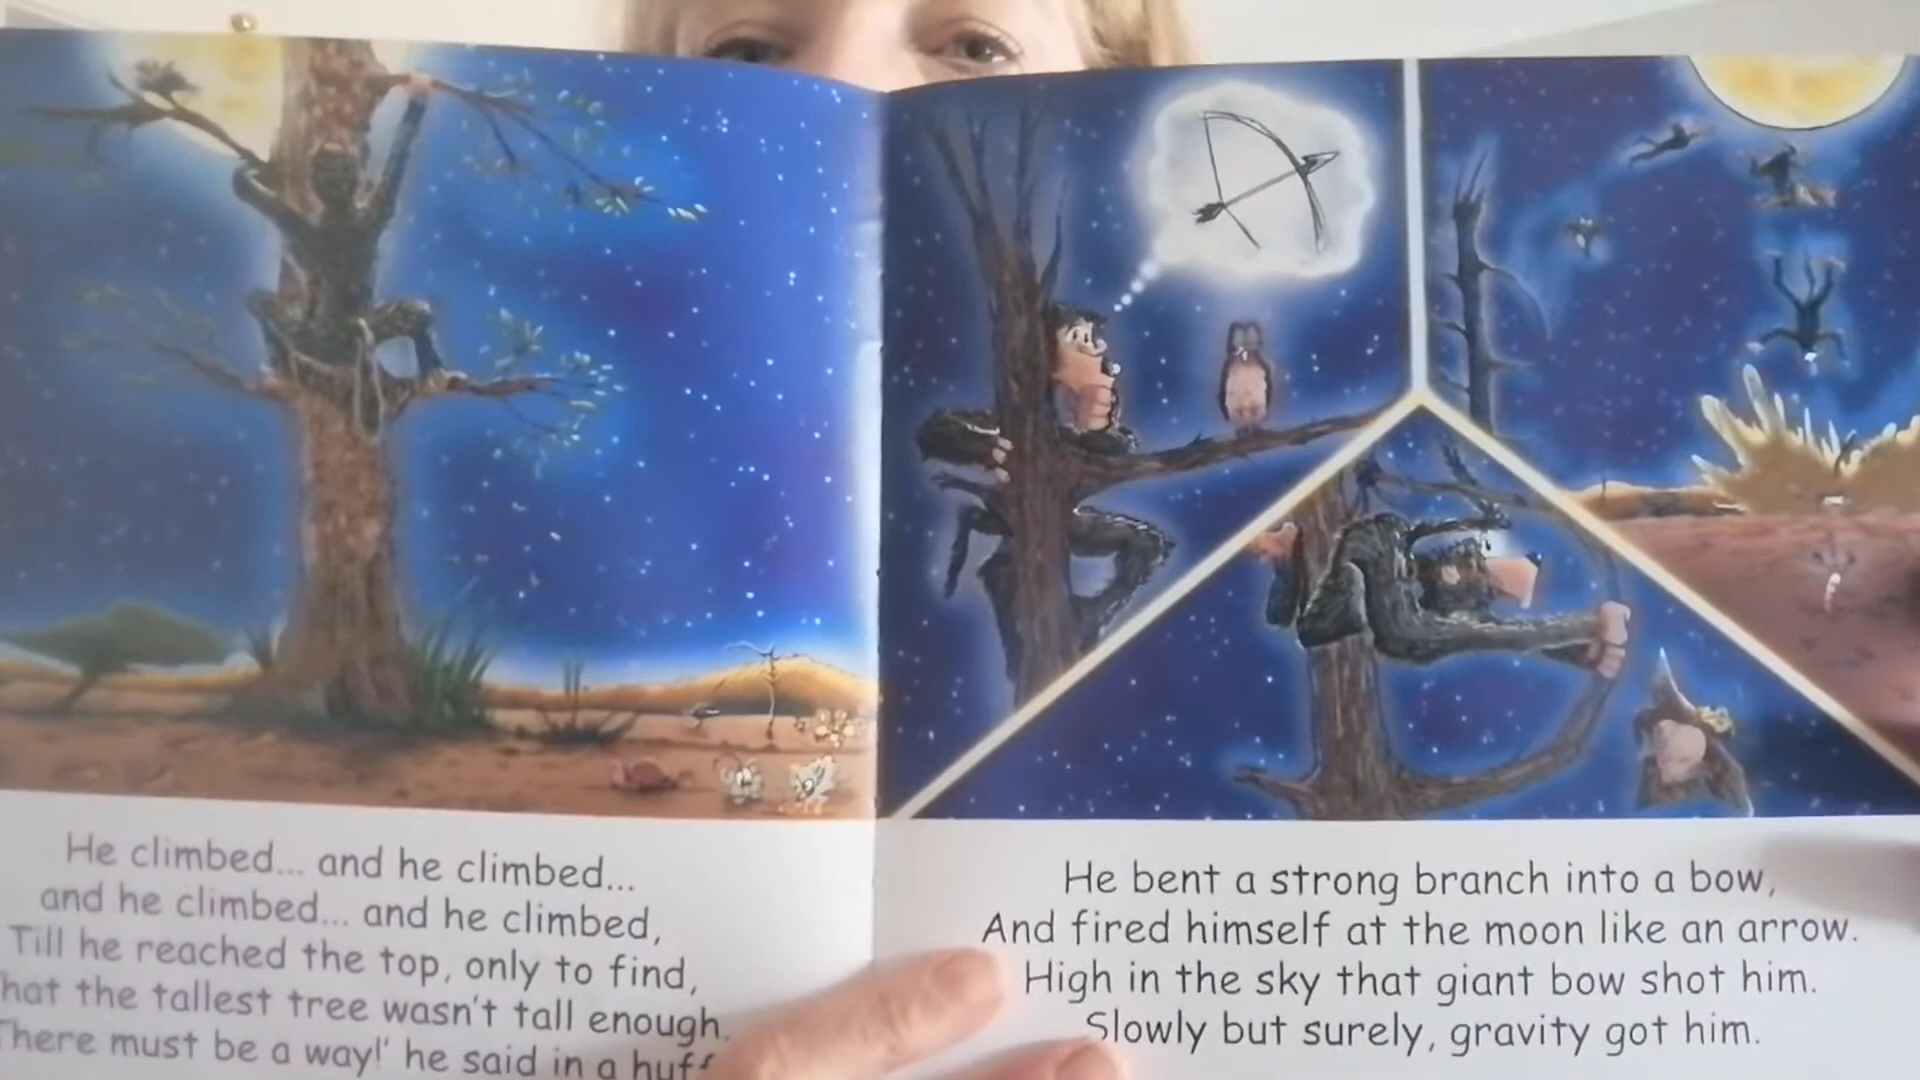 He climbed... and he climbed...
and he climbed... and he climbed,
Till he reached the top, only to find,
hat the tallest tree wasn't tall enough.
There must be a way!' he said in a huff
He bent a strong branch into a bow,
And fired himself at the moon like an arrow.
High in the sky that giant bow shot him.
Slowly but surely, gravity got him.